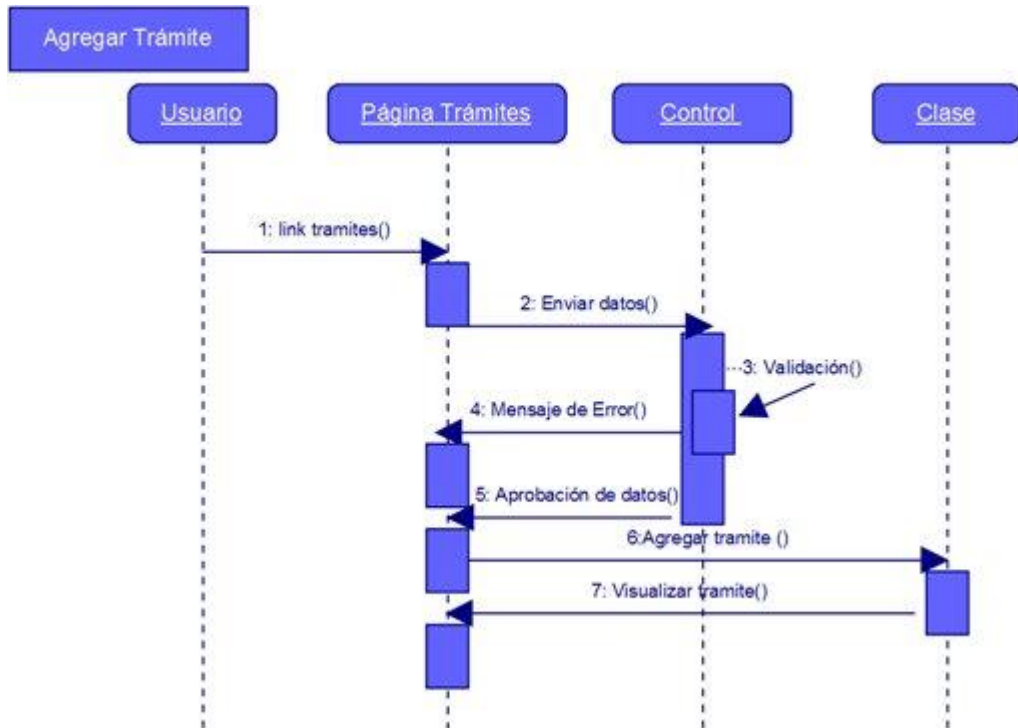 Agregar Trámite
Usuario
Página Trámites
Control
Clase
1: link tramites()
2: Enviar datos()
3: Validación()
4: Mensaje de Error()
5: Aprobación de datos()
6:Agregar tramite ()
7: Visualizar tramite()